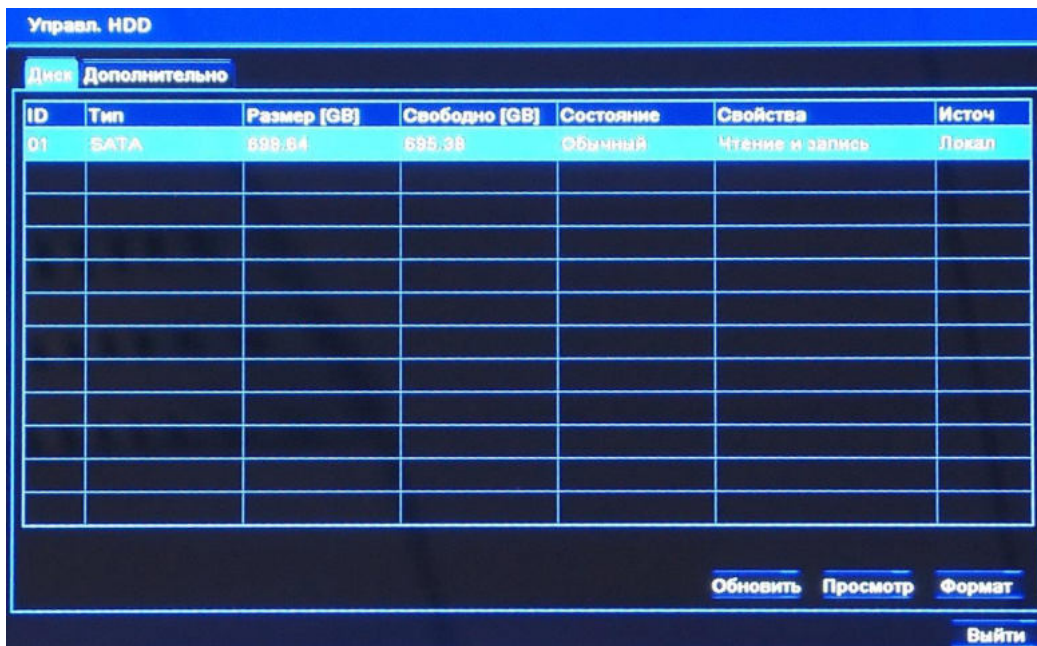 Управл. HDD
Диск Дополнительно
ID Тип Размер [GB] Свободно [GB] Состояние Свойства Источ
01 SATA 699.64 695.38 Обычный Чтение и запись Локал
Обновить Просмотр Формат
Выйти